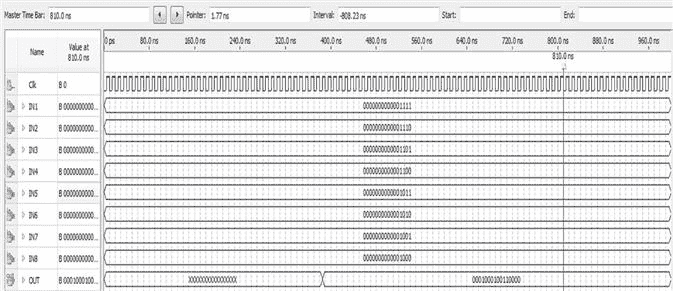 Master Time Bar: 810.0 ns Pointer: 1.77 ns Interval: -808.23 ns Start: End:
Name Value at 810.0 ns 0 ps 80.0 ns 160.0 ns 240.0 ns 320.0 ns 400.0 ns 480.0 ns 560.0 ns 640.0 ns 720.0 ns 800.0 ns 880.0 ns 960.0 ns
810.0 ns
Clk B 0
IN1 B 0000000000... 0000000000001111
IN2 B 0000000000... 0000000000001110
IN3 B 0000000000... 0000000000001101
IN4 B 0000000000... 0000000000001100
IN5 B 0000000000... 0000000000001011
IN6 B 0000000000... 0000000000001010
IN7 B 0000000000... 0000000000001001
IN8 B 0000000000... 0000000000001000
OUT B 0001000100... XXXXXXXXXXXXXXXX 0001000100110000